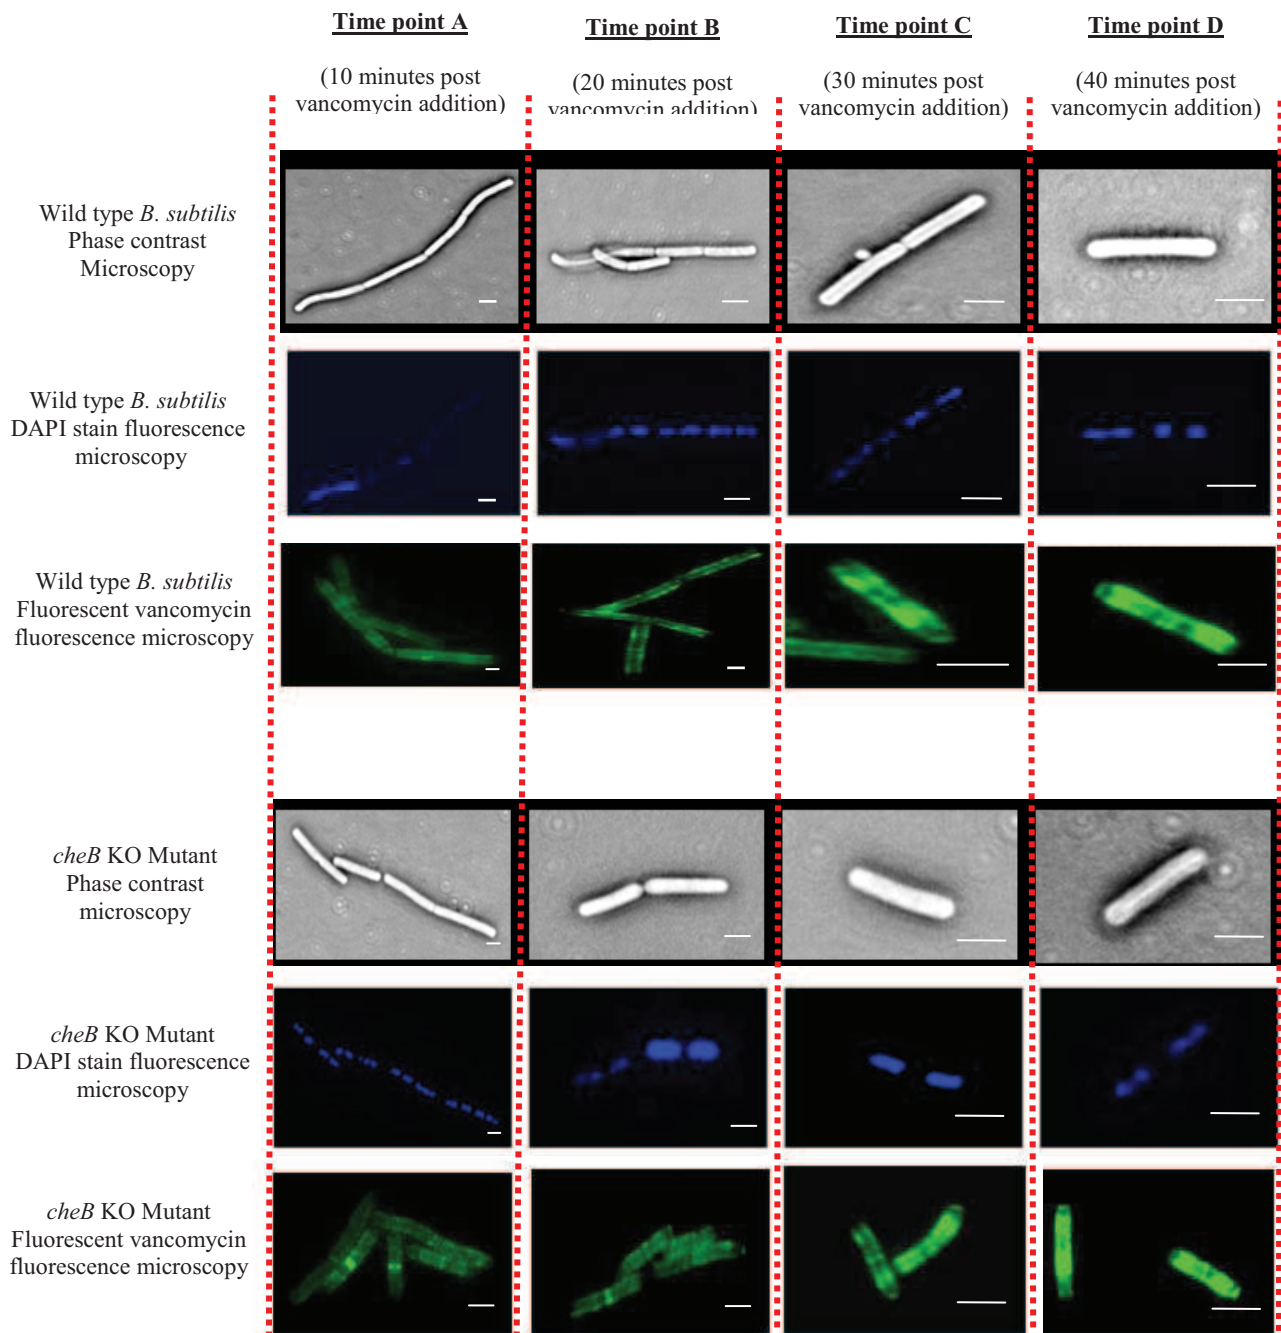 Time point A
Time point B
Time point C
Time point D
(10 minutes post
vancomycin addition)
(20 minutes post
vancomycin addition)
(30 minutes post
vancomycin addition)
(40 minutes post
vancomycin addition)
Wild type B. subtilis
Phase contrast
Microscopy
Wild type B. subtilis
DAPI stain fluorescence
microscopy
Wild type B. subtilis
Fluorescent vancomycin
fluorescence microscopy
cheB KO Mutant
Phase contrast
microscopy
cheB KO Mutant
DAPI stain fluorescence
microscopy
cheB KO Mutant
Fluorescent vancomycin
fluorescence microscopy